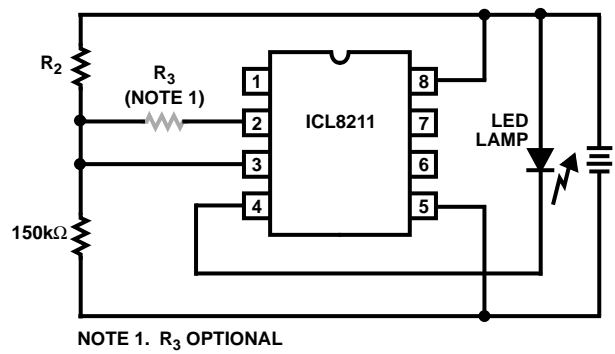 R2
R3
(NOTE 1)
1
2
3
4
ICL8211
8
7
6
5
LED
LAMP
150kΩ
NOTE 1. R3 OPTIONAL